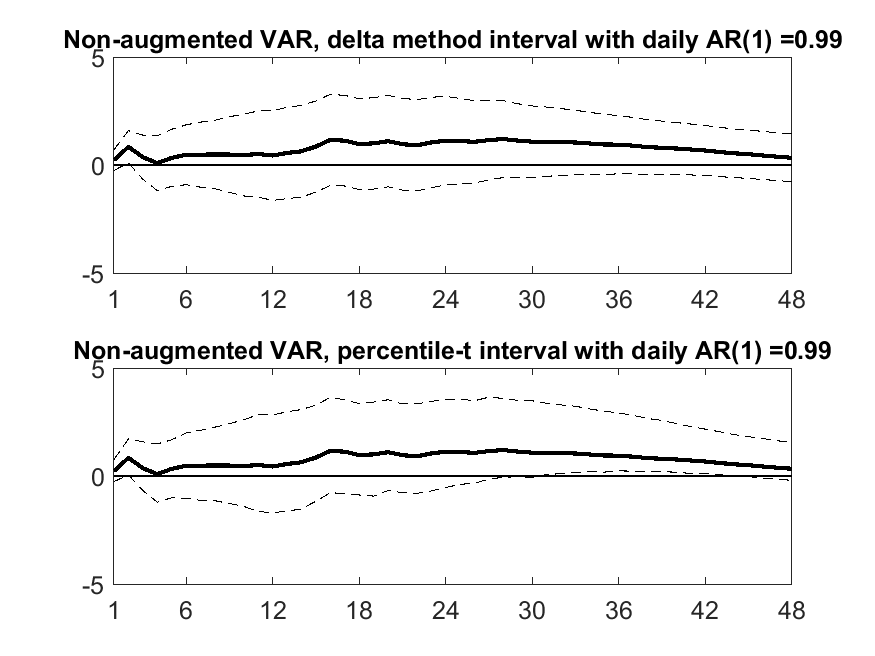 Non-augmented VAR, delta method interval with daily AR(1) =0.99
5
0
-5
1 6 12 18 24 30 36 42 48
Non-augmented VAR, percentile-t interval with daily AR(1) =0.99
5
0
-5
1 6 12 18 24 30 36 42 48